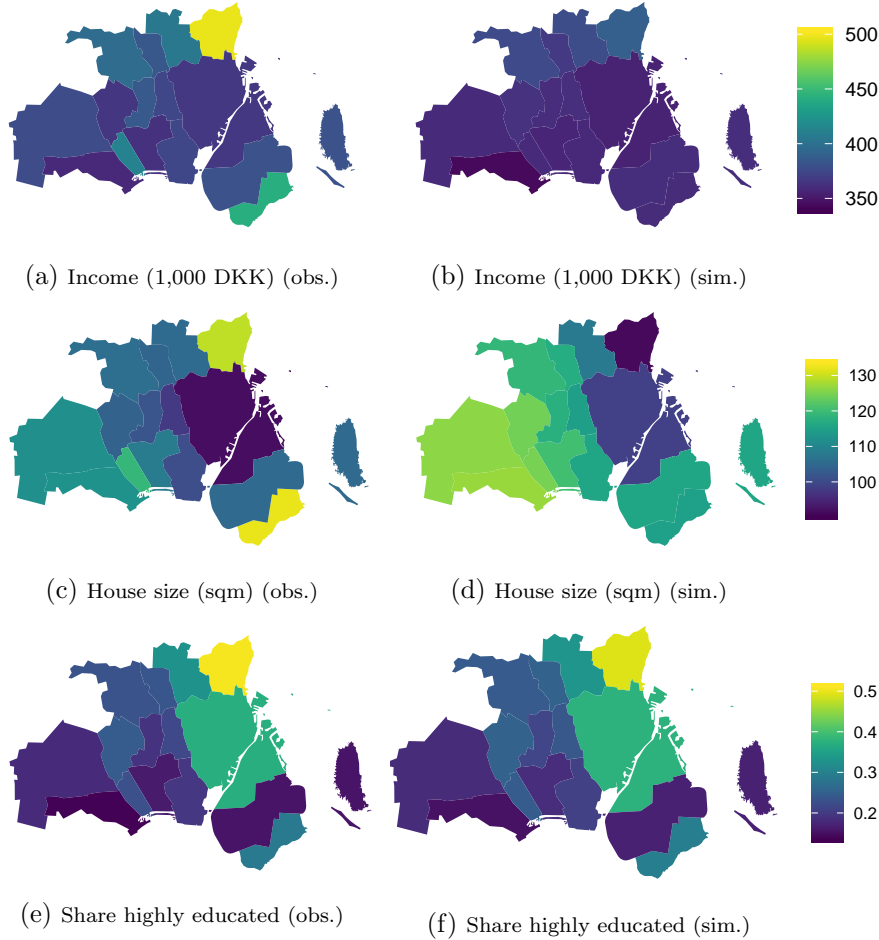 500
450
400
350
(a) Income (1,000 DKK) (obs.)
(b) Income (1,000 DKK) (sim.)
130
120
110
100
(c) House size (sqm) (obs.)
(d) House size (sqm) (sim.)
0.5
0.4
0.3
0.2
(e) Share highly educated (obs.)
(f) Share highly educated (sim.)